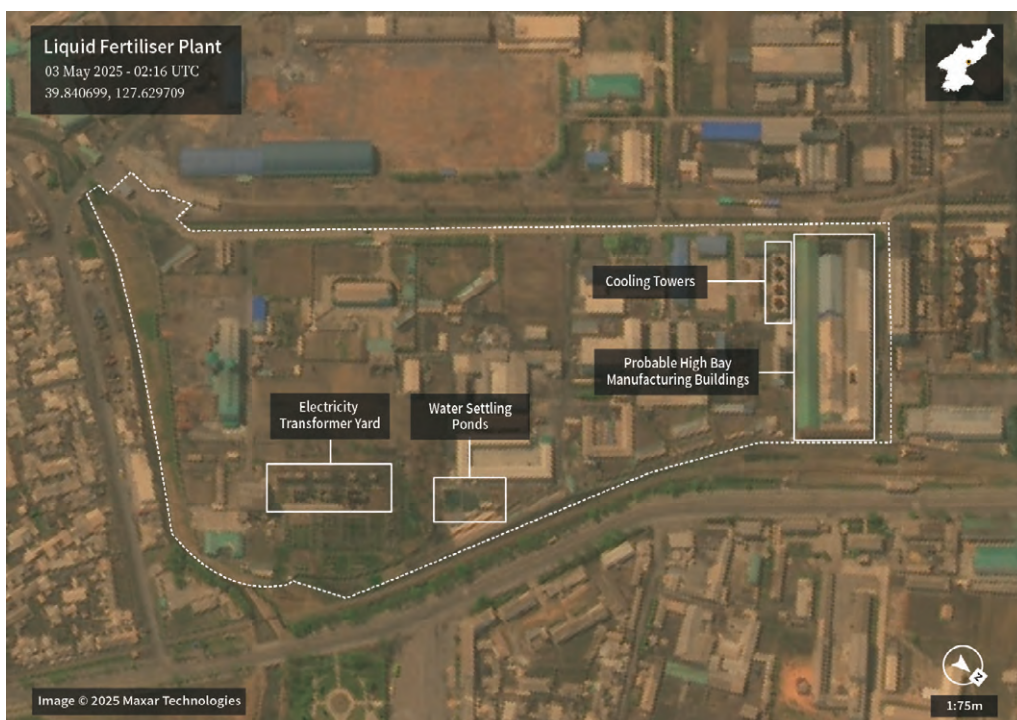 Liquid Fertiliser Plant
03 May 2025 - 02:16 UTC
39.840699, 127.629709
Cooling Towers
Probable High Bay
Manufacturing Buildings
Electricity
Transformer Yard
Water Settling
Ponds
Image © 2025 Maxar Technologies
N
1:75m